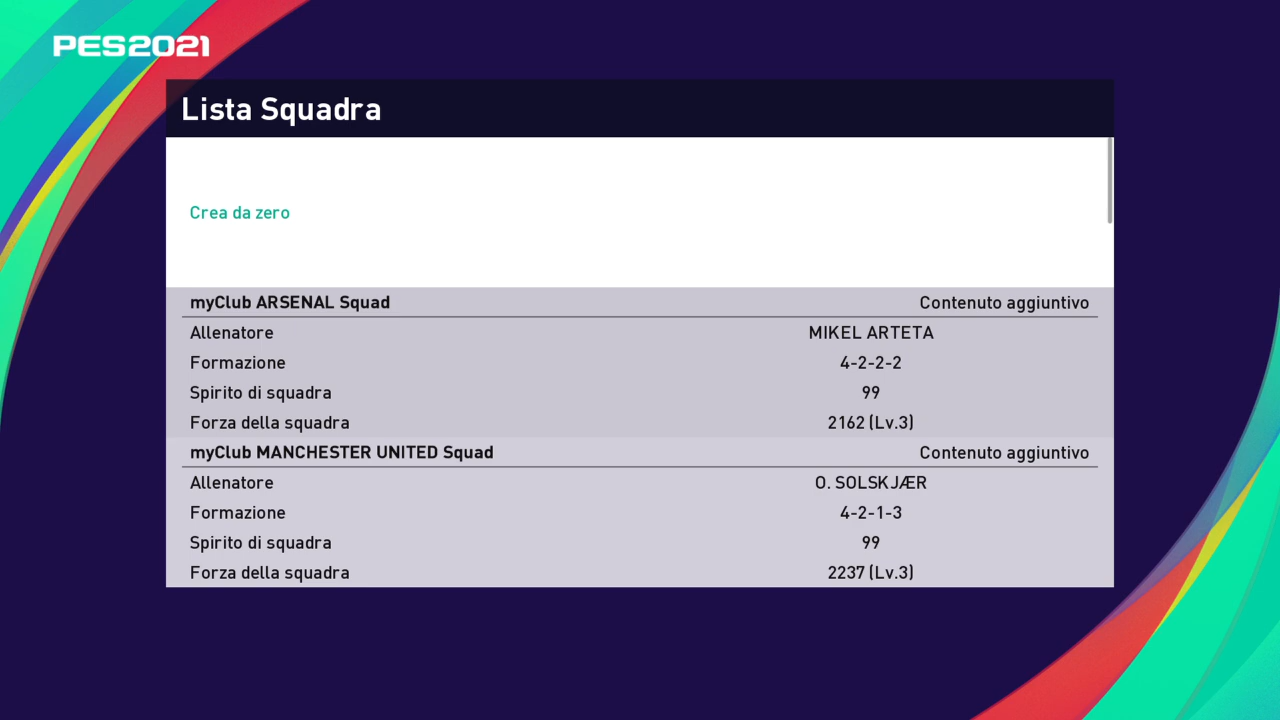 PES2021
Lista Squadra
Crea da zero
myClub ARSENAL Squad Contenuto aggiuntivo
Allenatore MIKEL ARTETA
Formazione 4-2-2-2
Spirito di squadra 99
Forza della squadra 2162 (Lv.3)
myClub MANCHESTER UNITED Squad Contenuto aggiuntivo
Allenatore O. SOLSKJÆR
Formazione 4-2-1-3
Spirito di squadra 99
Forza della squadra 2237 (Lv.3)